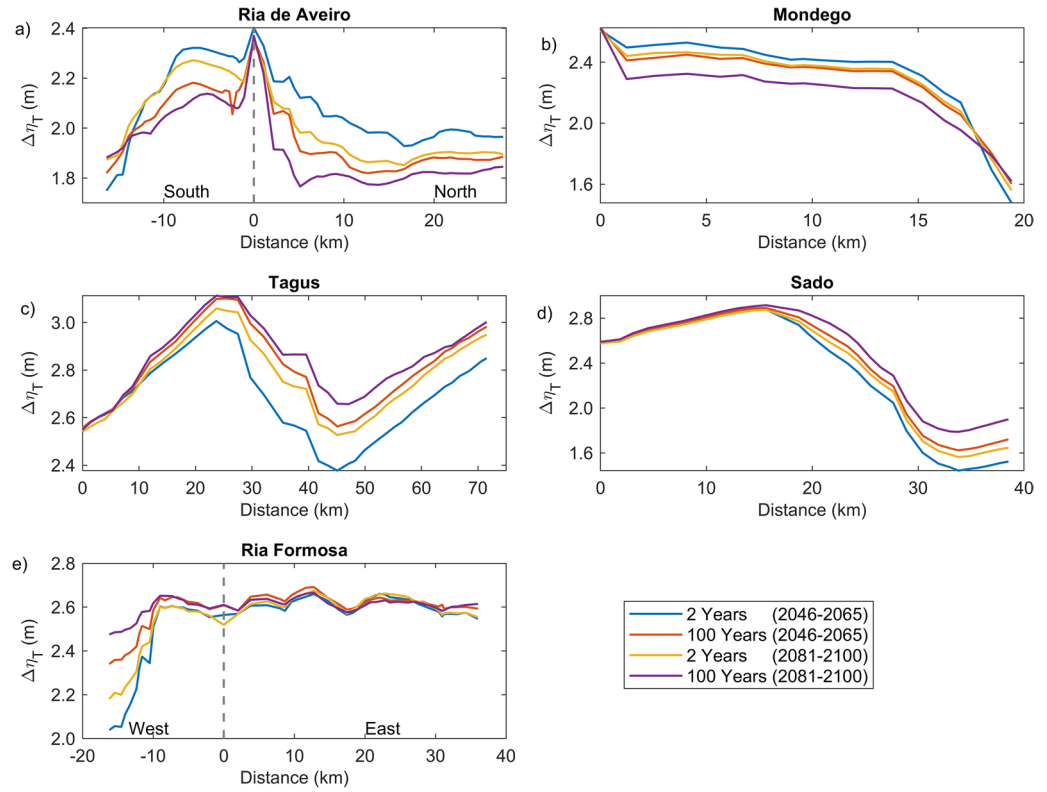 a)
Ria de Aveiro
2.4
2.2
2.0
1.8
Δη_T (m)
South
North
-10
0
10
20
Distance (km)
b)
Mondego
2.4
2.0
1.6
Δη_T (m)
0
5
10
15
20
Distance (km)
c)
Tagus
3.0
2.8
2.6
2.4
Δη_T (m)
0
10
20
30
40
50
60
70
Distance (km)
d)
Sado
2.8
2.4
2.0
1.6
Δη_T (m)
0
10
20
30
40
Distance (km)
e)
Ria Formosa
2.8
2.6
2.4
2.2
2.0
Δη_T (m)
West
East
-20
-10
0
10
20
30
40
Distance (km)
2 Years (2046-2065)
100 Years (2046-2065)
2 Years (2081-2100)
100 Years (2081-2100)